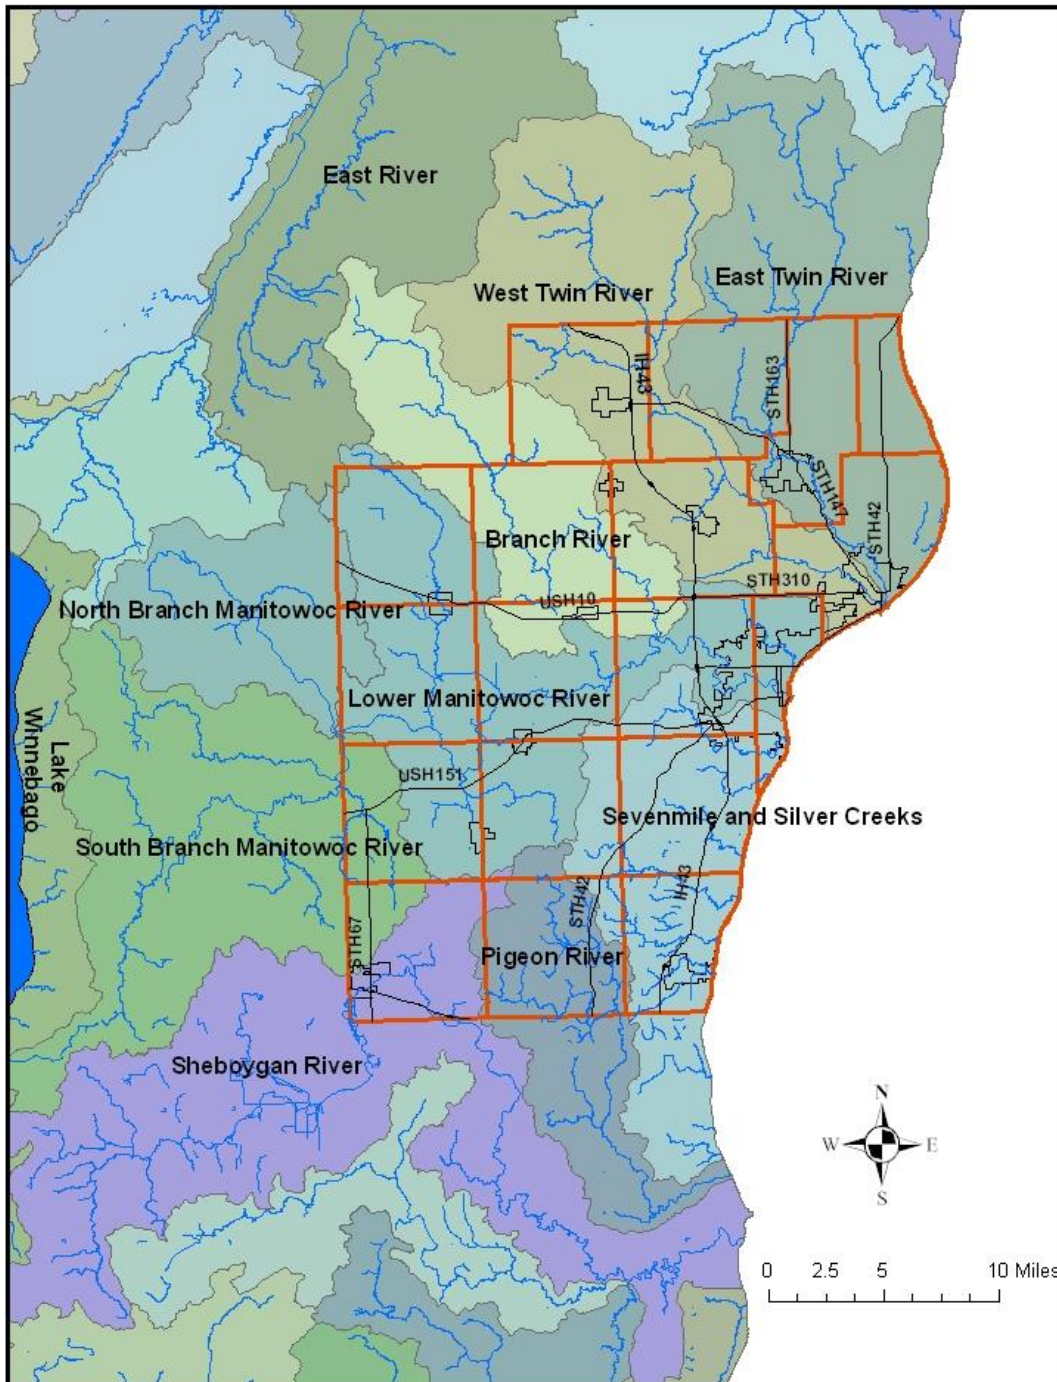 East River
West Twin River
East Twin River
IH43
STH163
STH147
STH42
Branch River
STH310
USH10
North Branch Manitowoc River
Lower Manitowoc River
Lake
Winnebago
USH151
Sevenmile and Silver Creeks
South Branch Manitowoc River
STH42
IH43
STH67
Pigeon River
Sheboygan River
N
W
E
S
0 2.5 5 10 Miles